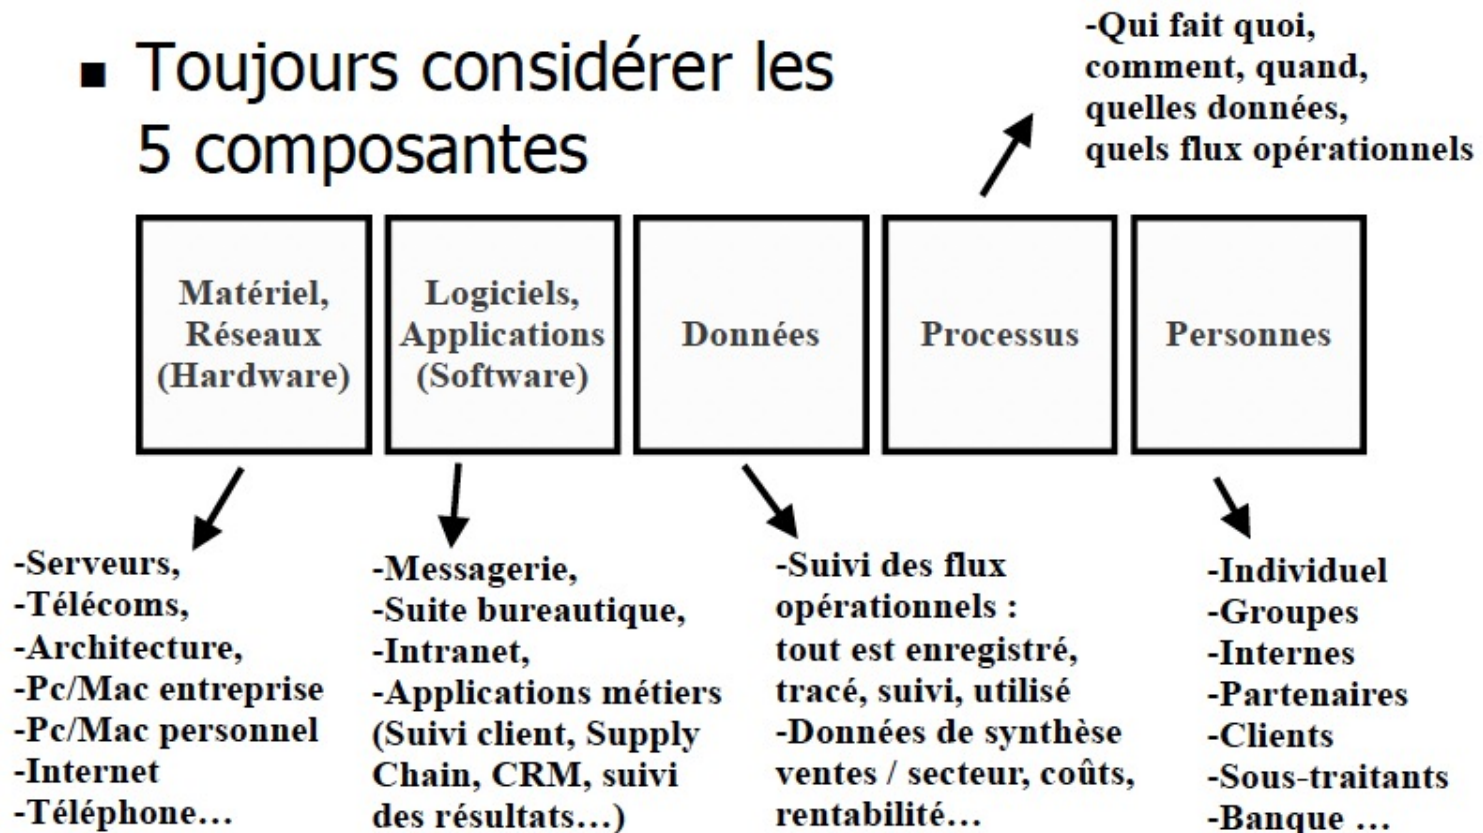 ▪ Toujours considérer les
5 composantes
-Qui fait quoi,
comment, quand,
quelles données,
quels flux opérationnels
Matériel,
Réseaux
(Hardware)
Logiciels,
Applications
(Software)
Données
Processus
Personnes
-Serveurs,
-Télécoms,
-Architecture,
-Pc/Mac entreprise
-Pc/Mac personnel
-Internet
-Téléphone…
-Messagerie,
-Suite bureautique,
-Intranet,
-Applications métiers
(Suivi client, Supply
Chain, CRM, suivi
des résultats…)
-Suivi des flux
opérationnels :
tout est enregistré,
tracé, suivi, utilisé
-Données de synthèse
ventes / secteur, coûts,
rentabilité…
-Individuel
-Groupes
-Internes
-Partenaires
-Clients
-Sous-traitants
-Banque …